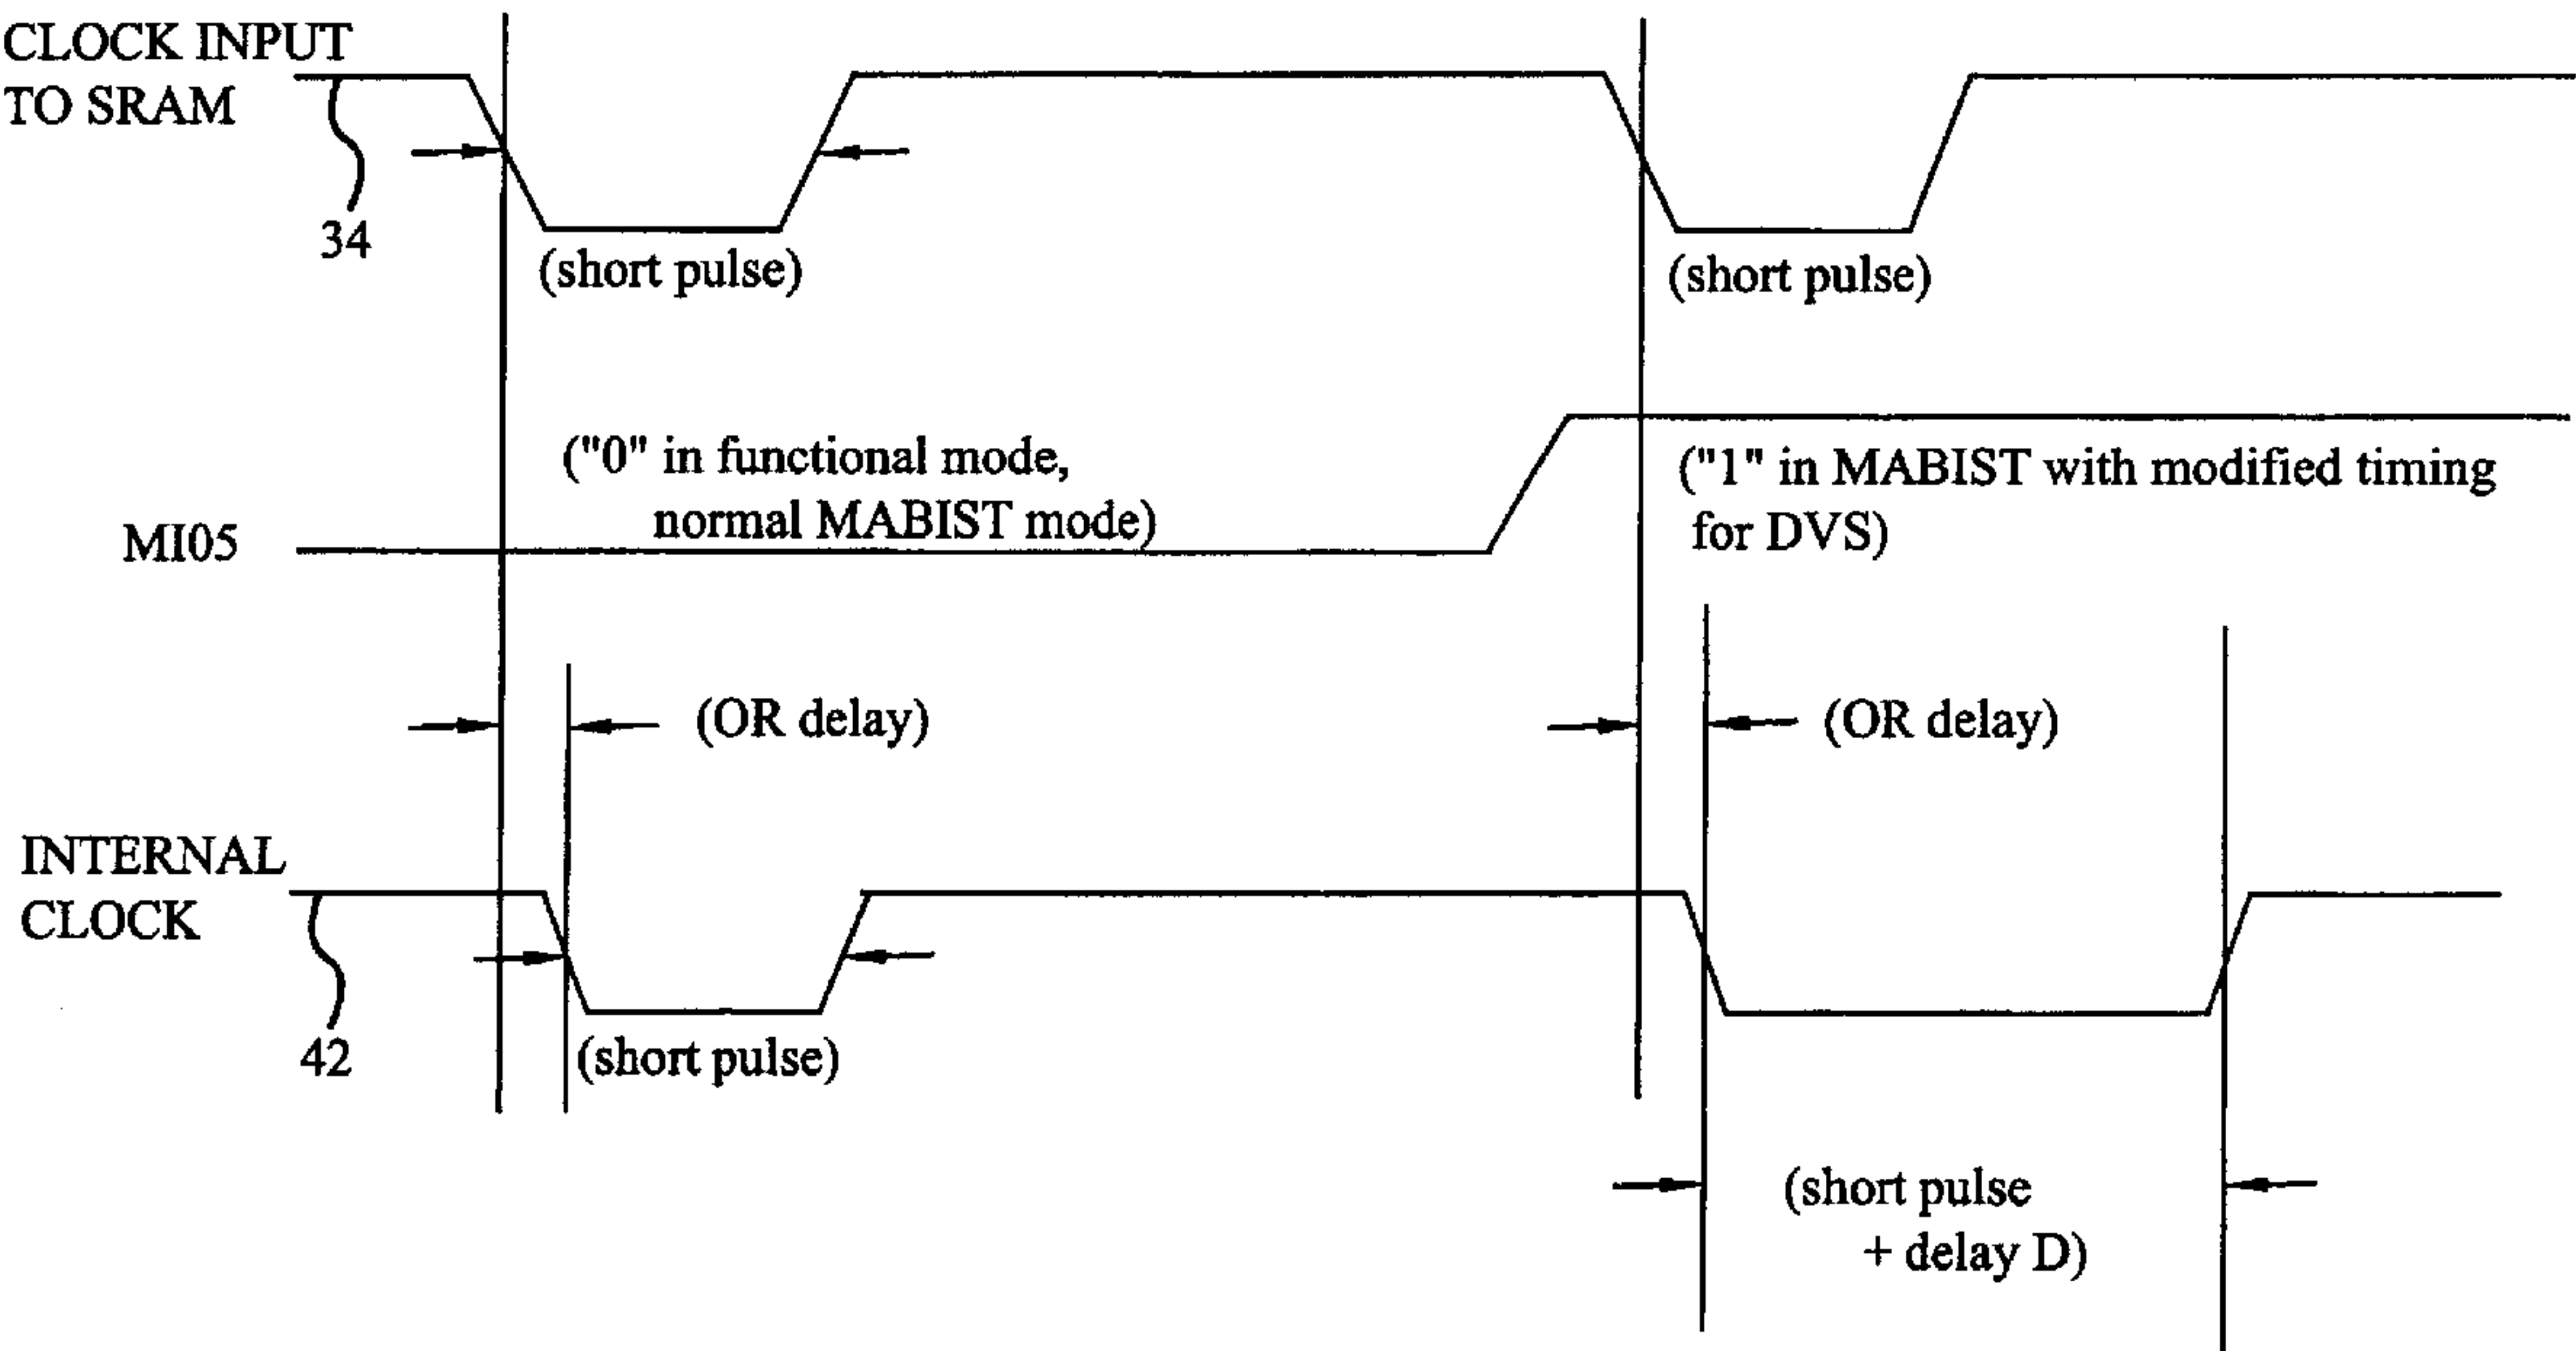 CLOCK INPUT
TO SRAM
34
(short pulse)
(short pulse)
("0" in functional mode,
normal MABIST mode)
("1" in MABIST with modified timing
for DVS)
MI05
(OR delay)
(OR delay)
INTERNAL
CLOCK
42
(short pulse)
(short pulse
+ delay D)